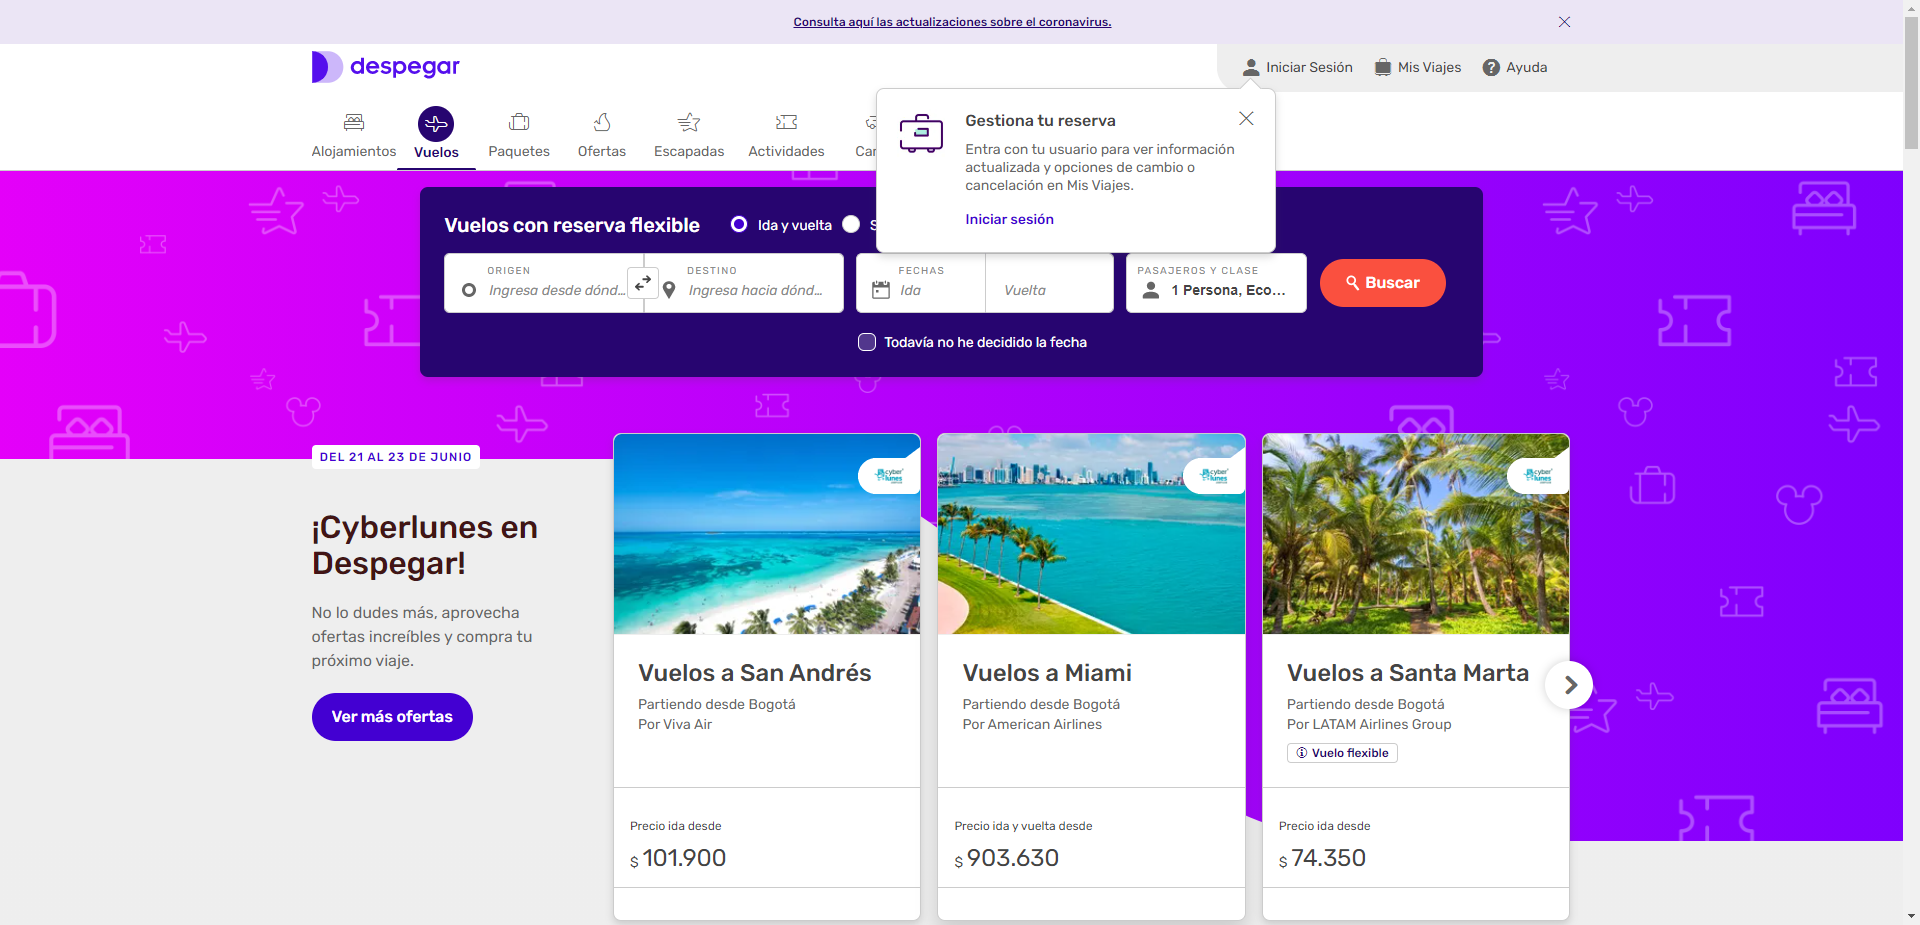 Consulta aquí las actualizaciones sobre el coronavirus.
despegar
Iniciar Sesión
Mis Viajes
Ayuda
Alojamientos
Vuelos
Paquetes
Ofertas
Escapadas
Actividades
Gestiona tu reserva
Entra con tu usuario para ver información
actualizada y opciones de cambio o
cancelación en Mis Viajes.
Iniciar sesión
Vuelos con reserva flexible
Ida y vuelta
ORIGEN
Ingresa desde dónd...
DESTINO
Ingresa hacia dónd...
FECHAS
Ida
Vuelta
PASAJEROS Y CLASE
1 Persona, Eco...
Buscar
Todavía no he decidido la fecha
DEL 21 AL 23 DE JUNIO
¡Cyberlunes en
Despegar!
No lo dudes más, aprovecha
ofertas increíbles y compra tu
próximo viaje.
Ver más ofertas
cyber
lunes
Vuelos a San Andrés
Partiendo desde Bogotá
Por Viva Air
Precio ida desde
$ 101.900
cyber
lunes
Vuelos a Miami
Partiendo desde Bogotá
Por American Airlines
Precio ida y vuelta desde
$ 903.630
cyber
lunes
Vuelos a Santa Marta
Partiendo desde Bogotá
Por LATAM Airlines Group
Vuelo flexible
Precio ida desde
$ 74.350